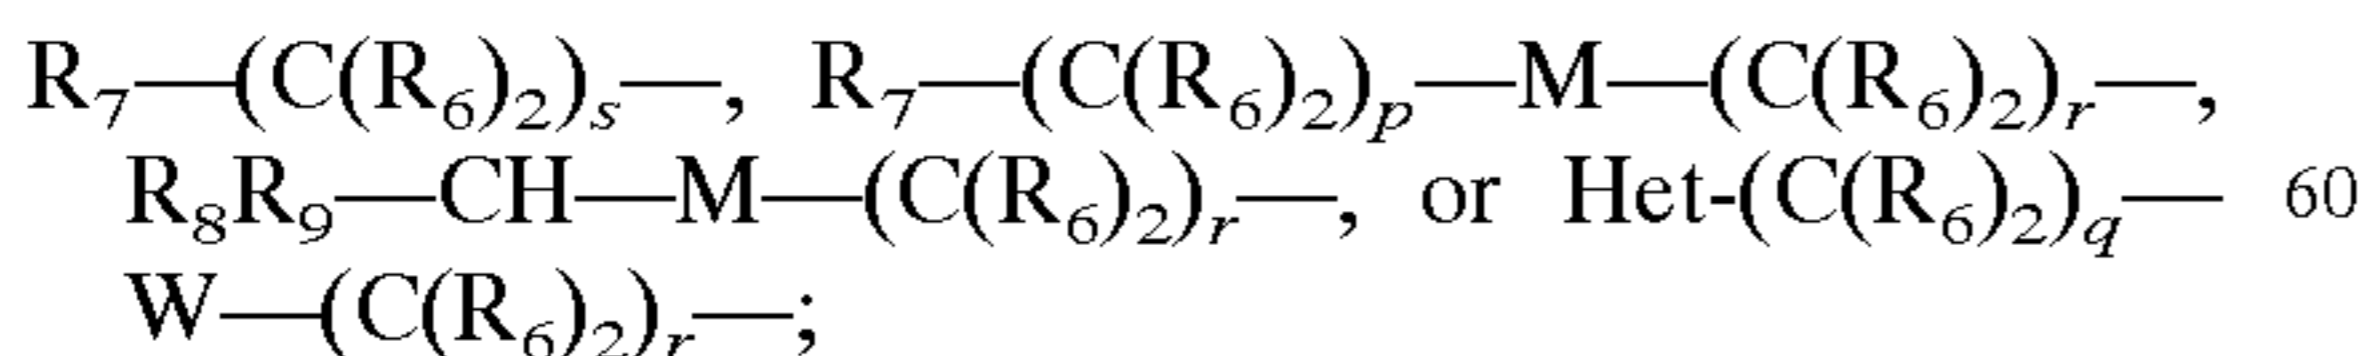 R₇—(C(R₆)₂)ₛ—, R₇—(C(R₆)₂)ₚ—M—(C(R₆)₂)ᵣ—,
R₈R₉—CH—M—(C(R₆)₂)ᵣ—, or Het-(C(R₆)₂)q— 60
W—(C(R₆)₂)ᵣ—;